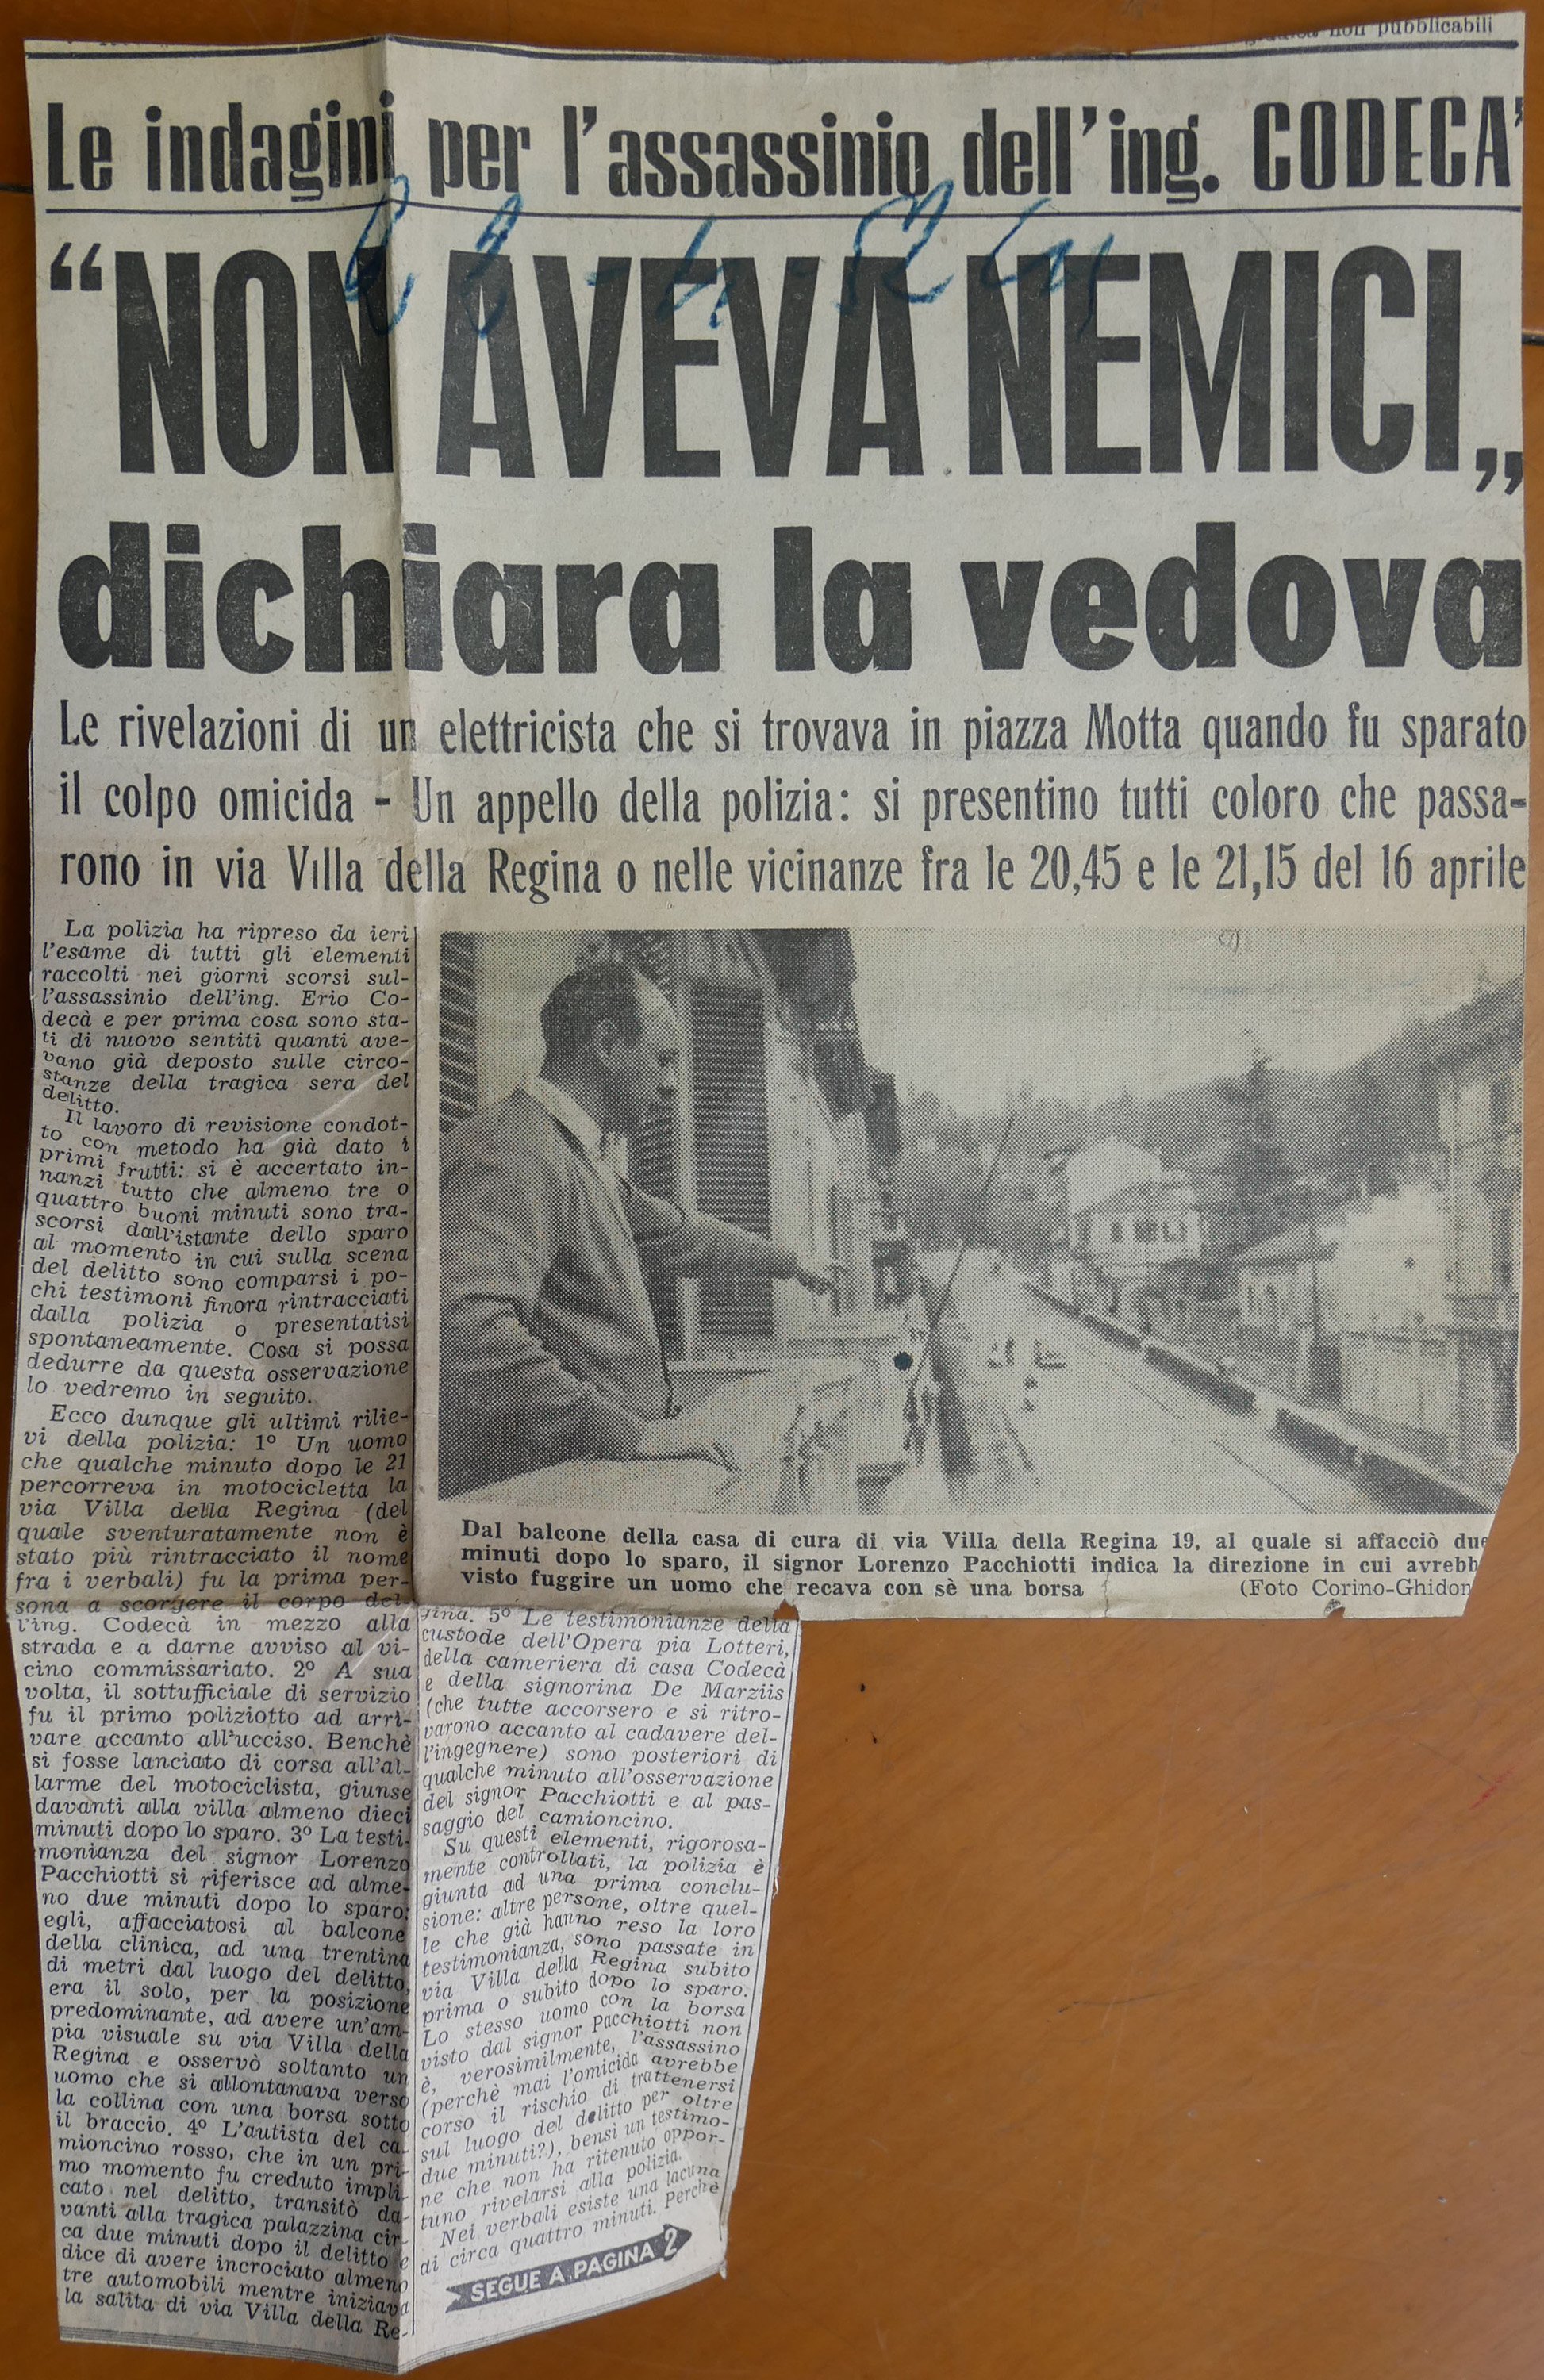 non pubblicabili
Le indagini per l'assassinio dell'ing. CODECA'
"NON AVEVA NEMICI„
dichiara la vedova
Le rivelazioni di un elettricista che si trovava in piazza Motta quando fu sparato
il colpo omicida - Un appello della polizia: si presentino tutti coloro che passa-
rono in via Villa della Regina o nelle vicinanze fra le 20,45 e le 21,15 del 16 aprile
La polizia ha ripreso da ieri
l'esame di tutti gli elementi
raccolti nei giorni scorsi sul-
l'assassinio dell'ing. Erio Co-
decà e per prima cosa sono sta-
ti di nuovo sentiti quanti ave-
vano già deposto sulle circo-
stanze della tragica sera del
delitto.
Il lavoro di revisione condot-
to con metodo ha già dato i
primi frutti: si è accertato in-
nanzi tutto che almeno tre o
quattro buoni minuti sono tra-
scorsi dall'istante dello sparo
al momento in cui sulla scena
del delitto sono comparsi i po-
chi testimoni finora rintracciati
dalla polizia o presentatisi
spontaneamente. Cosa si possa
dedurre da questa osservazione
lo vedremo in seguito.
Ecco dunque gli ultimi rilie-
vi della polizia: 1° Un uomo
che qualche minuto dopo le 21
percorreva in motocicletta la
via Villa della Regina (del
quale sventuratamente non è
stato più rintracciato il nome
fra i verbali) fu la prima per-
sona a scorgere il corpo del-
l'ing. Codecà in mezzo alla
strada e a darne avviso al vi-
cino commissariato. 2° A sua
volta, il sottufficiale di servizio
fu il primo poliziotto ad arri-
vare accanto all'ucciso. Benchè
si fosse lanciato di corsa all'al-
larme del motociclista, giunse
davanti alla villa almeno dieci
minuti dopo lo sparo. 3° La testi-
monianza del signor Lorenzo
Pacchiotti si riferisce ad alme-
no due minuti dopo lo sparo:
egli, affacciatosi al balcone
della clinica, ad una trentina
di metri dal luogo del delitto,
era il solo, per la posizione
predominante, ad avere un'am-
pia visuale su via Villa della
Regina e osservò soltanto un
uomo che si allontanava verso
la collina con una borsa sotto
il braccio. 4° L'autista del ca-
mioncino rosso, che in un pri-
mo momento fu creduto impli-
cato nel delitto, transitò da-
vanti alla tragica palazzina cir-
ca due minuti dopo il delitto e
dice di avere incrociato almeno
tre automobili mentre iniziava
la salita di via Villa della Re-
Dal balcone della casa di cura di via Villa della Regina 19, al quale si affacciò due
minuti dopo lo sparo, il signor Lorenzo Pacchiotti indica la direzione in cui avrebb
visto fuggire un uomo che recava con sè una borsa (Foto Corino-Ghidon
gina. 5° Le testimonianze della
custode dell'Opera pia Lotteri,
della cameriera di casa Codecà
e della signorina De Marziis
(che tutte accorsero e si ritro-
varono accanto al cadavere del-
l'ingegnere) sono posteriori di
qualche minuto all'osservazione
del signor Pacchiotti e al pas-
saggio del camioncino.
Su questi elementi, rigorosa-
mente controllati, la polizia è
giunta ad una prima conclu-
sione: altre persone, oltre quel-
le che già hanno reso la loro
testimonianza, sono passate in
via Villa della Regina subito
prima o subito dopo lo sparo.
Lo stesso uomo con la borsa
visto dal signor Pacchiotti non
è, verosimilmente, l'assassino
(perchè mai l'omicida avrebbe
corso il rischio di trattenersi
sul luogo del delitto per oltre
due minuti?), bensì un testimo-
ne che non ha ritenuto oppor-
tuno rivelarsi alla polizia.
Nei verbali esiste una lacuna
di circa quattro minuti. Perchè
SEGUE A PAGINA 2